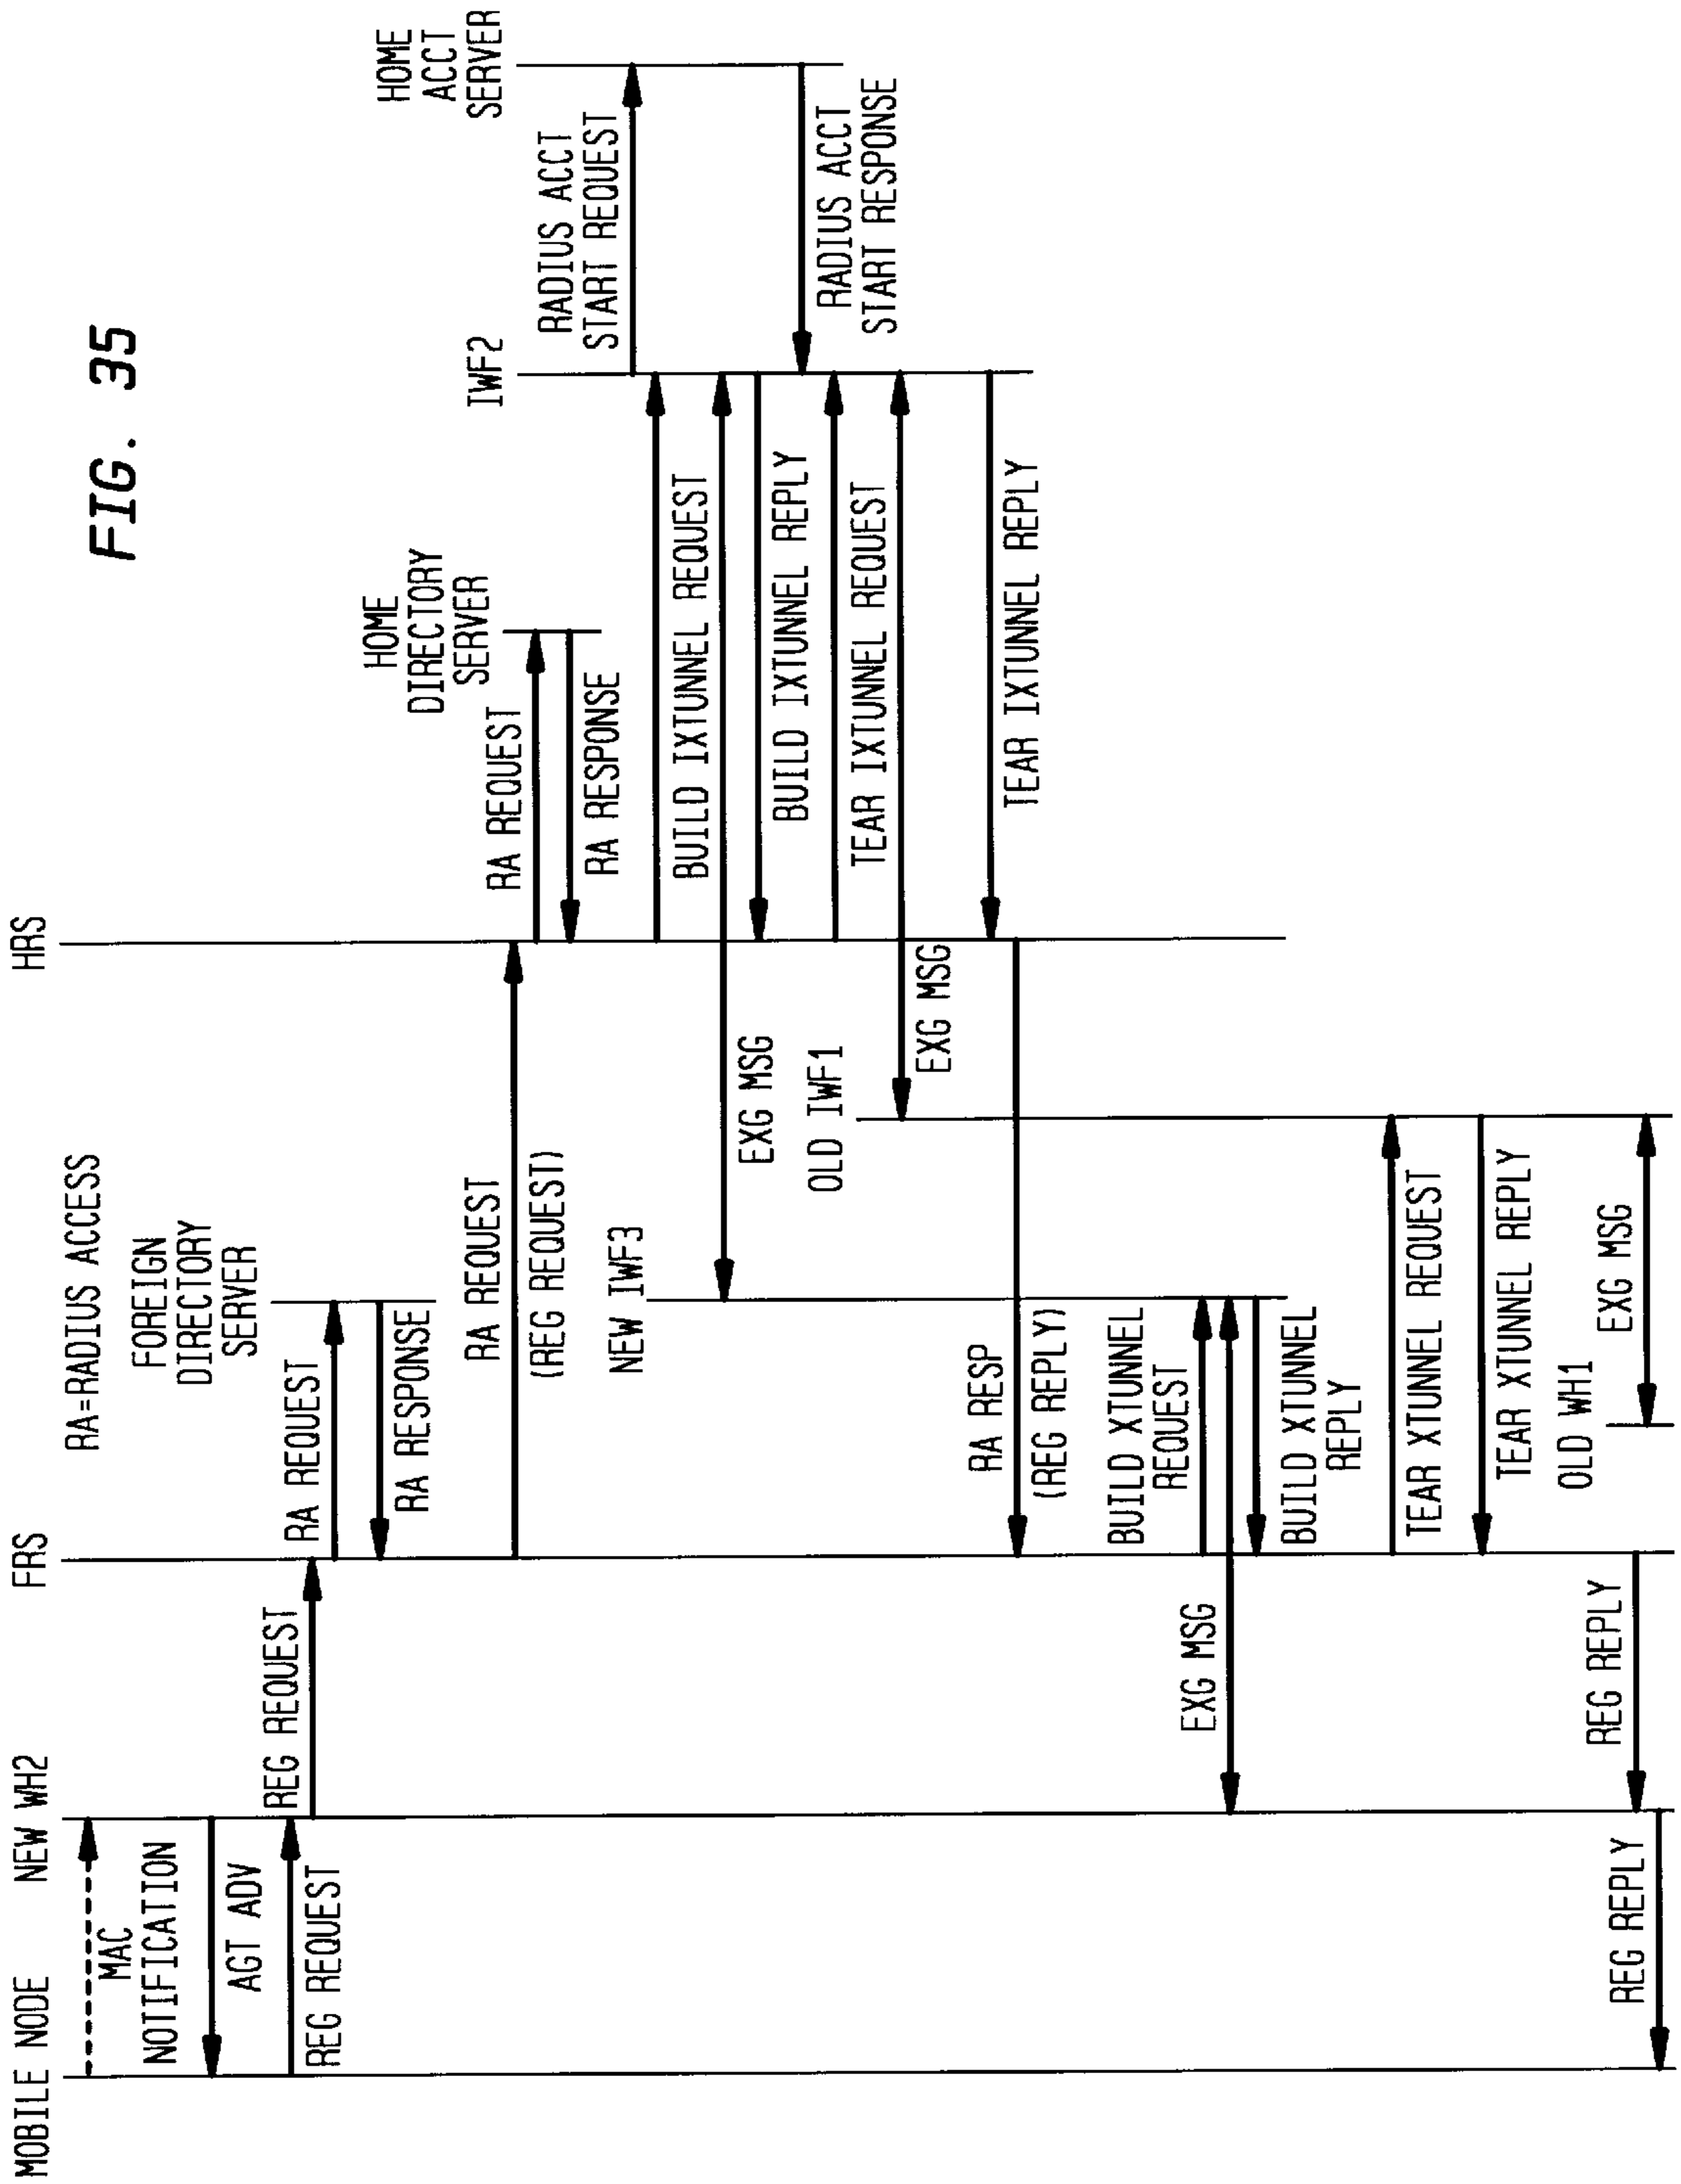 FIG. 35
MOBILE NODE
NEW WH2
FRS
HRS
RA=RADIUS ACCESS
MAC
NOTIFICATION
AGT ADV
REG REQUEST
REG REQUEST
FOREIGN
DIRECTORY
SERVER
RA REQUEST
RA RESPONSE
RA REQUEST
(REG REQUEST)
HOME
DIRECTORY
SERVER
RA REQUEST
RA RESPONSE
IWF2
HOME
ACCT
SERVER
RADIUS ACCT
START REQUEST
BUILD IXTUNNEL REQUEST
NEW IWF3
EXG MSG
BUILD IXTUNNEL REPLY
RADIUS ACCT
START RESPONSE
TEAR IXTUNNEL REQUEST
OLD IWF1
EXG MSG
TEAR IXTUNNEL REPLY
RA RESP
(REG REPLY)
BUILD XTUNNEL
REQUEST
EXG MSG
BUILD XTUNNEL
REPLY
TEAR XTUNNEL REQUEST
TEAR XTUNNEL REPLY
OLD WH1
EXG MSG
REG REPLY
REG REPLY